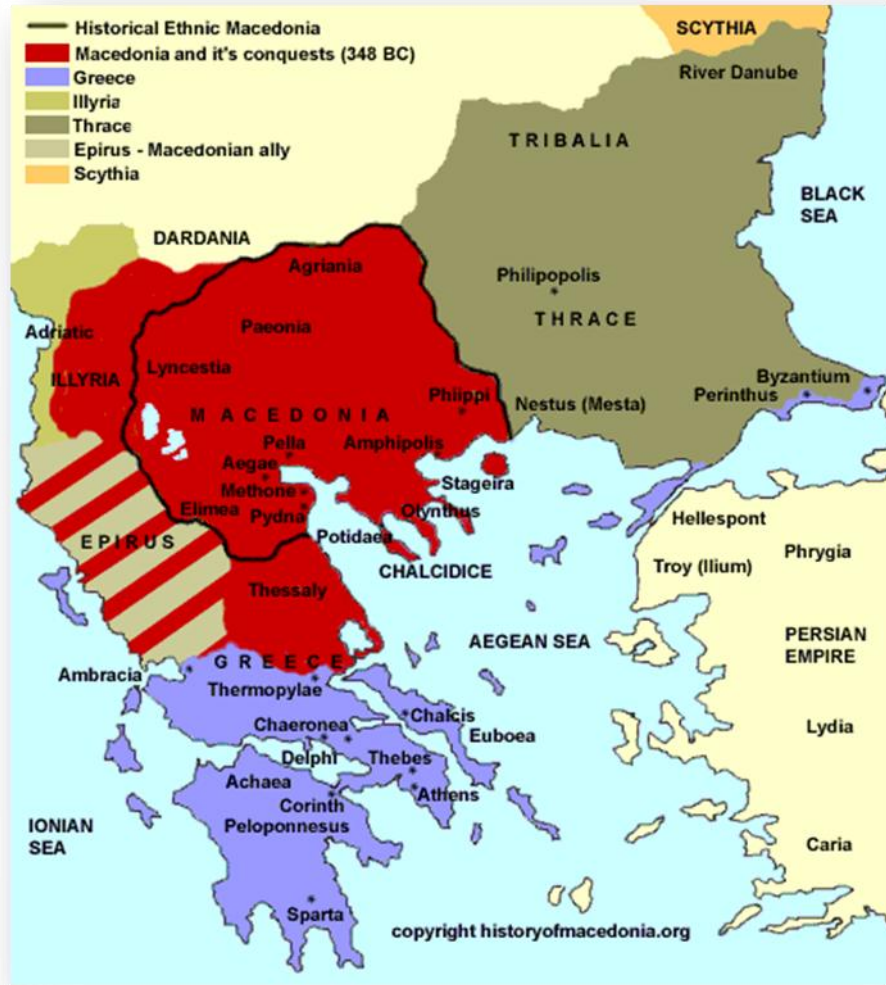 Historical Ethnic Macedonia
Macedonia and it's conquests (348 BC)
Greece
Illyria
Thrace
Epirus - Macedonian ally
Scythia
SCYTHIA
River Danube
TRIBALIA
BLACK
SEA
DARDANIA
Agriania
Philipopolis
THRACE
Paeonia
Adriatic
Lyncestia
ILLYRIA
Byzantium
Perinthus
Phlippi
Nestus (Mesta)
MACEDONIA
Pella
Amphipolis
Aegae
Stageira
Methone
Elimea
Pydna
Olynthus
Potidaea
Hellespont
EPIRUS
Phrygia
Troy (Ilium)
CHALCIDICE
Thessaly
AEGEAN SEA
PERSIAN
EMPIRE
GREECE
Ambracia
Thermopylae
Chalcis
Chaeronea
Euboea
Lydia
Delphi
Thebes
Achaea
Athens
Corinth
Peloponnesus
IONIAN
SEA
Caria
Sparta
copyright historyofmacedonia.org